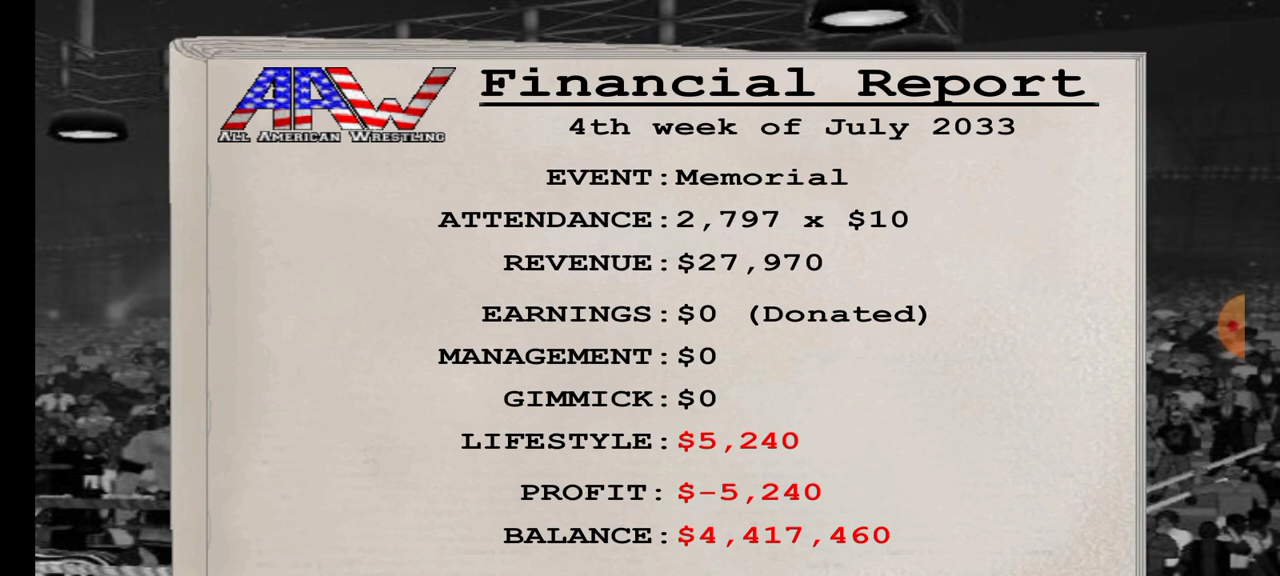 AAW
ALL AMERICAN WRESTLING
Financial Report
4th week of July 2033
EVENT:Memorial
ATTENDANCE:2,797 x $10
REVENUE:$27,970
EARNINGS:$0 (Donated)
MANAGEMENT:$0
GIMMICK:$0
LIFESTYLE:$5,240
PROFIT:$-5,240
BALANCE:$4,417,460